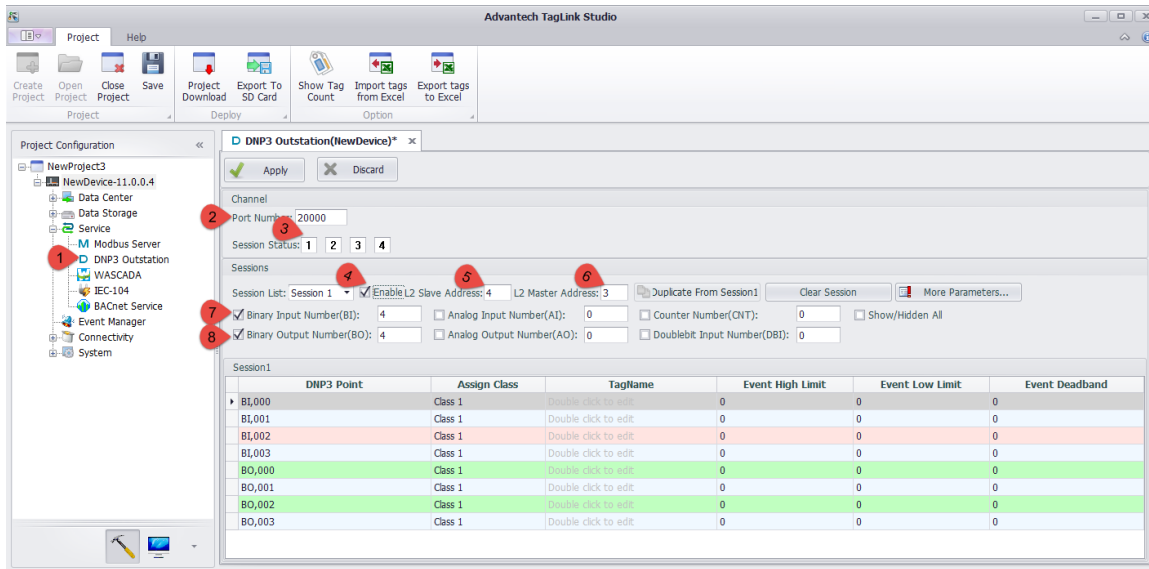 Advantech TagLink Studio
Project Help
Create Project Open Project Close Project Save Project Download Export To SD Card Show Tag Count Import tags from Excel Export tags to Excel
Project Deploy Option
Project Configuration «
NewProject3
NewDevice-11.0.0.4
Data Center
Data Storage
Service
M Modbus Server
1 D DNP3 Outstation
WASCADA
IEC-104
BACnet Service
Event Manager
Connectivity
System
D DNP3 Outstation(NewDevice)* x
Apply Discard
Channel
2 Port Number: 20000
3
Session Status: 1 2 3 4
Sessions
4 5 6
Session List: Session 1 Enable L2 Slave Address: 4 L2 Master Address: 3 Duplicate From Session1 Clear Session More Parameters...
7 Binary Input Number(BI): 4 Analog Input Number(AI): 0 Counter Number(CNT): 0 Show/Hidden All
8 Binary Output Number(BO): 4 Analog Output Number(AO): 0 Doublebit Input Number(DBI): 0
Session1
DNP3 Point Assign Class TagName Event High Limit Event Low Limit Event Deadband
BI,000 Class 1 Double click to edit 0 0 0
BI,001 Class 1 Double click to edit 0 0 0
BI,002 Class 1 Double click to edit 0 0 0
BI,003 Class 1 Double click to edit 0 0 0
BO,000 Class 1 Double click to edit 0 0 0
BO,001 Class 1 Double click to edit 0 0 0
BO,002 Class 1 Double click to edit 0 0 0
BO,003 Class 1 Double click to edit 0 0 0